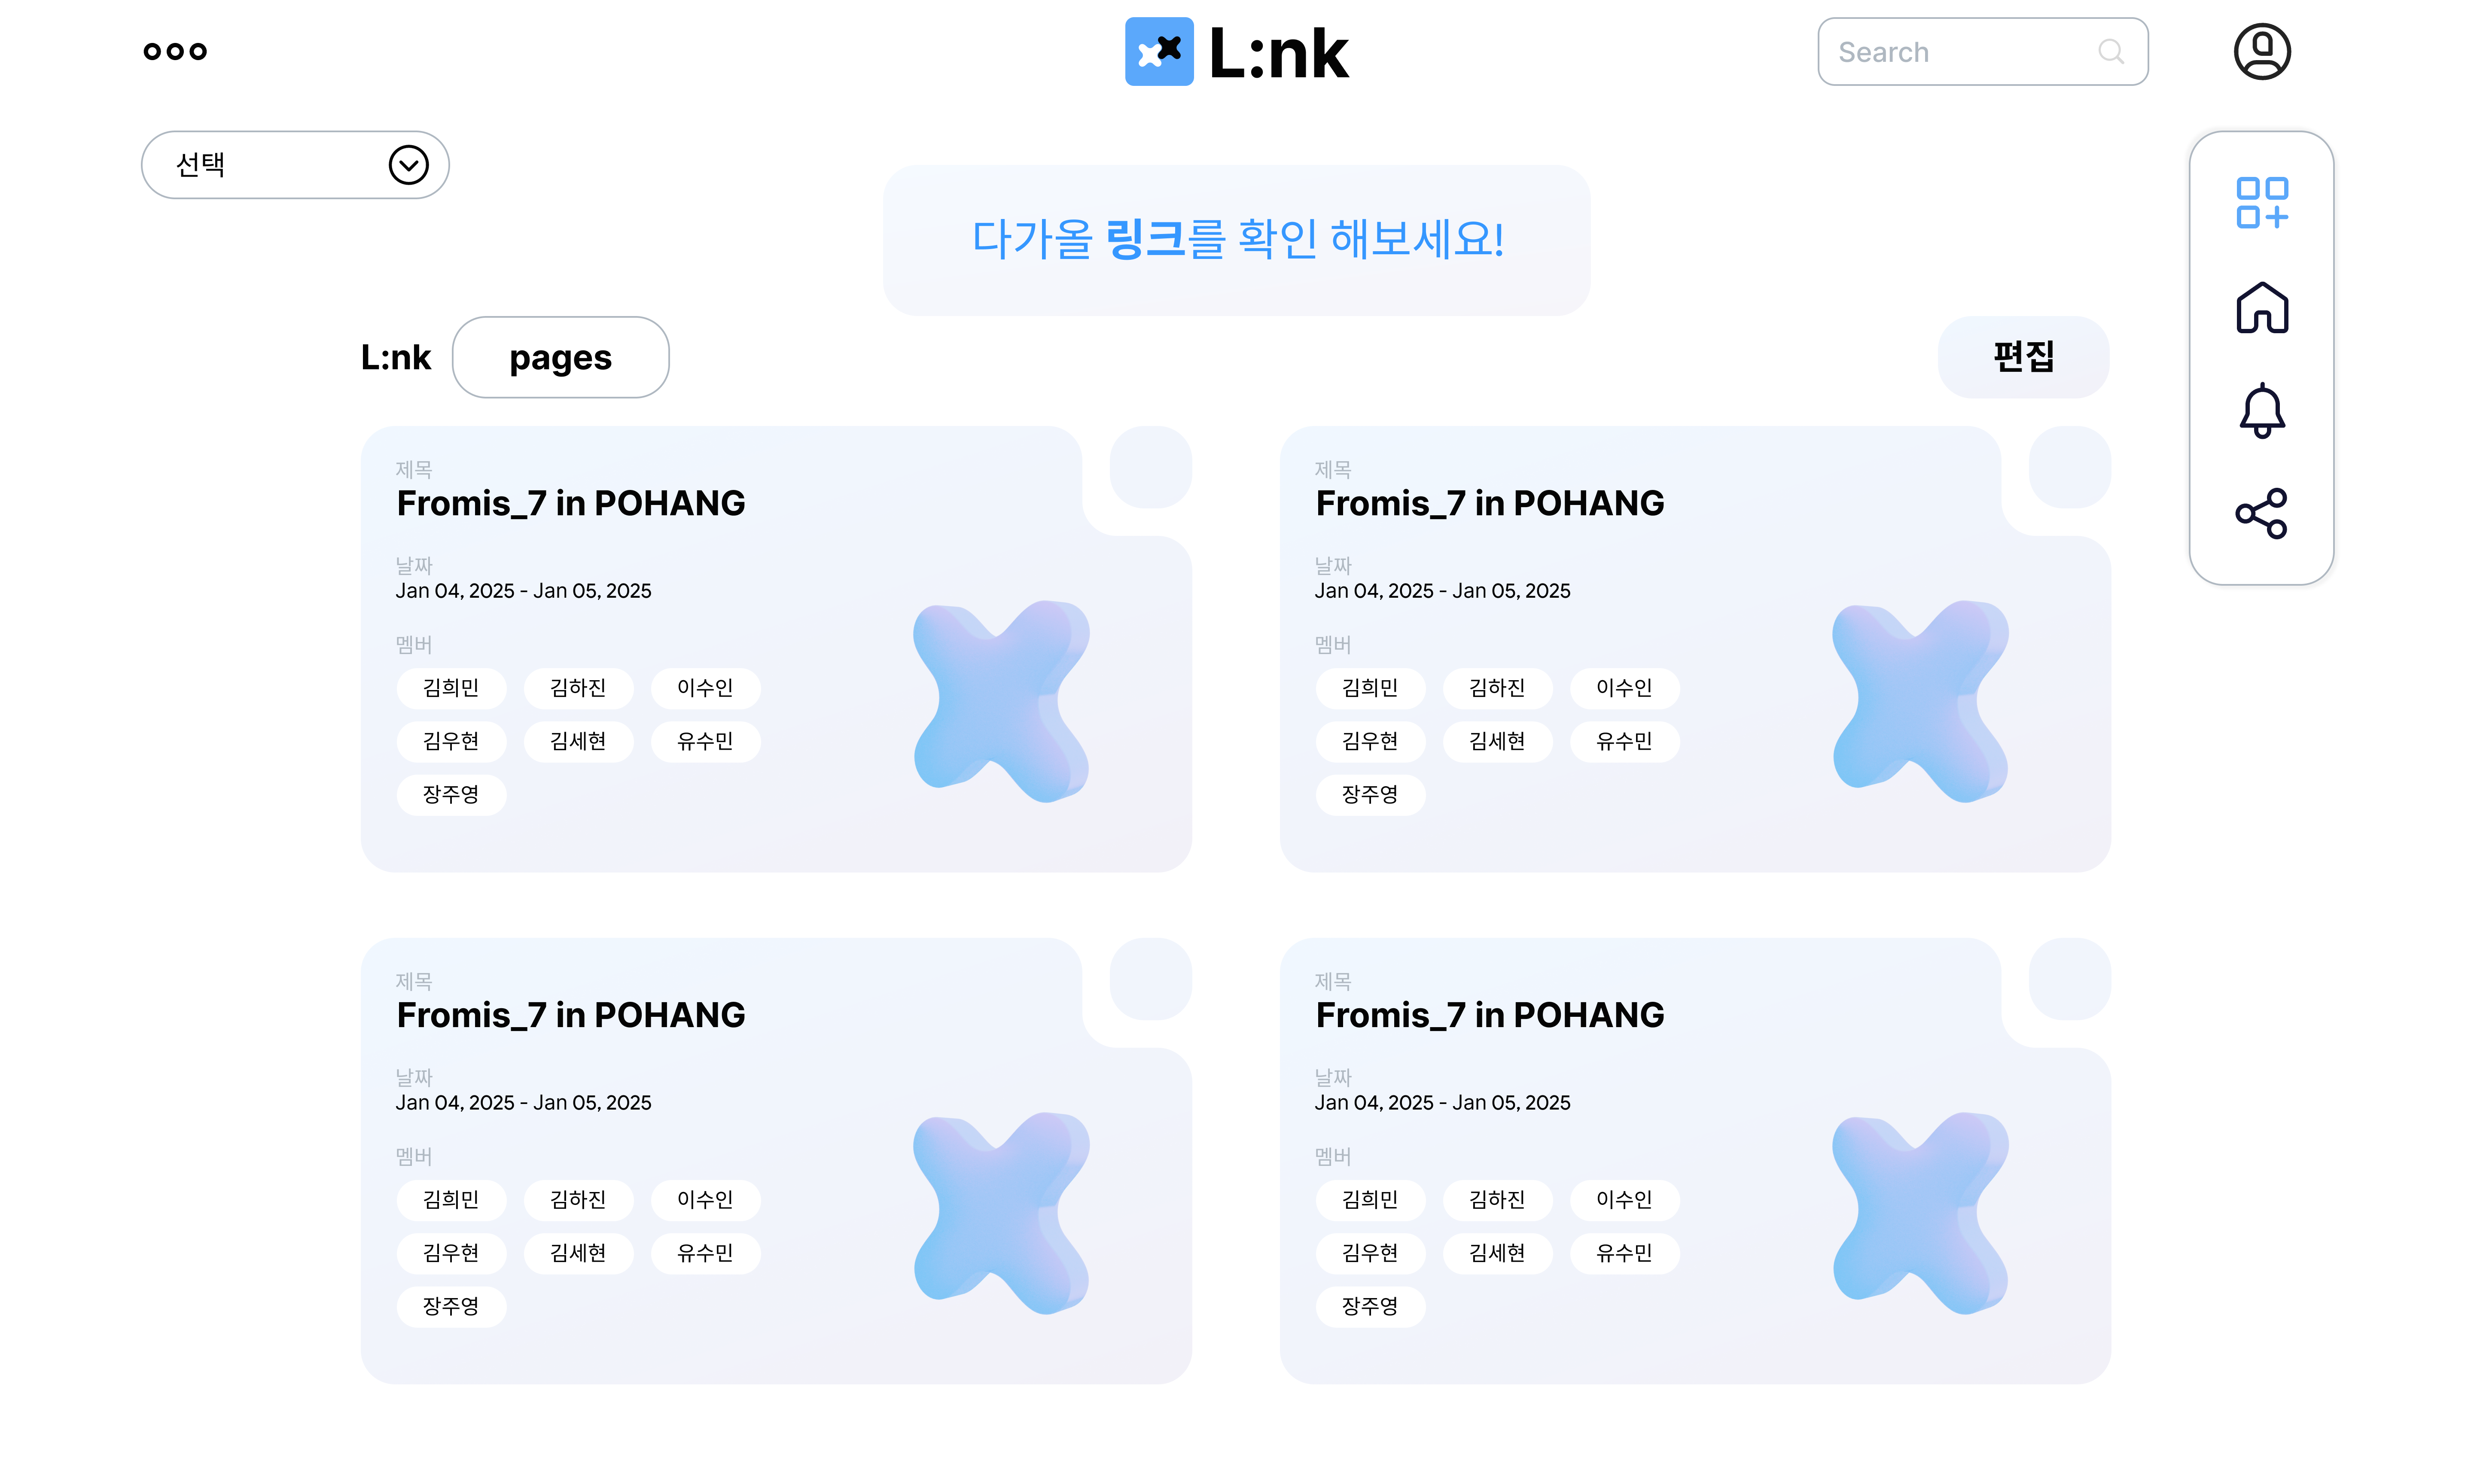 L:nk
Search
선택
다가올 링크를 확인 해보세요!
L:nk pages
편집
제목
Fromis_7 in POHANG
날짜
Jan 04, 2025 - Jan 05, 2025
멤버
김희민 김하진 이수인
김우현 김세현 유수민
장주영
제목
Fromis_7 in POHANG
날짜
Jan 04, 2025 - Jan 05, 2025
멤버
김희민 김하진 이수인
김우현 김세현 유수민
장주영
제목
Fromis_7 in POHANG
날짜
Jan 04, 2025 - Jan 05, 2025
멤버
김희민 김하진 이수인
김우현 김세현 유수민
장주영
제목
Fromis_7 in POHANG
날짜
Jan 04, 2025 - Jan 05, 2025
멤버
김희민 김하진 이수인
김우현 김세현 유수민
장주영